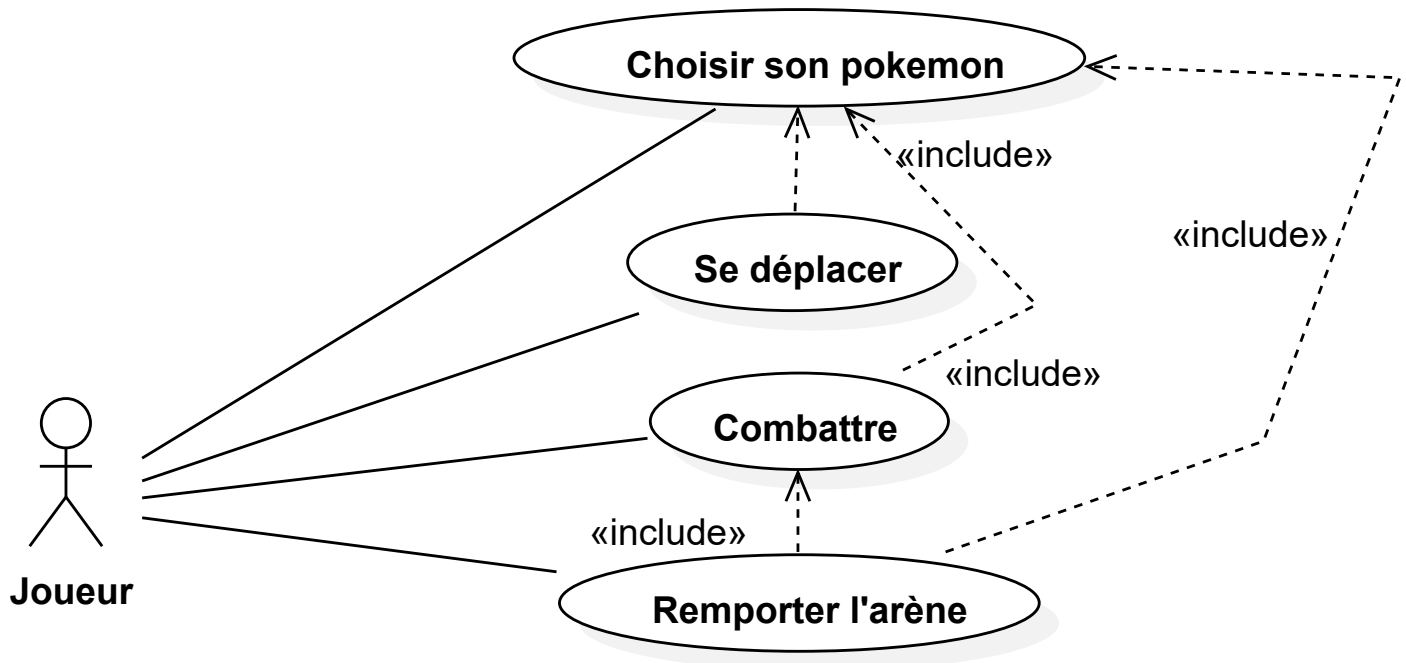 Choisir son pokemon
«include»
«include»
Se déplacer
«include»
Combattre
«include»
Joueur
Remporter l'arène